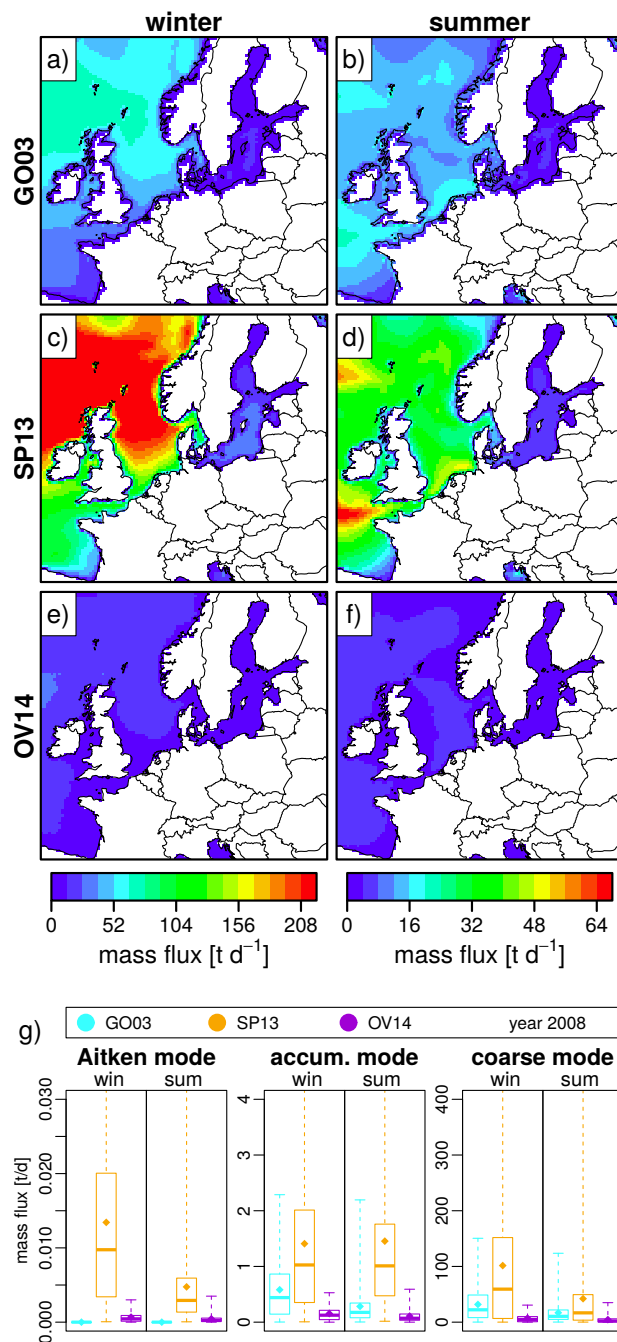 winter summer
a) b)
GO03
c) d)
SP13
e) f)
OV14
0 52 104 156 208 0 16 32 48 64
mass flux [t d⁻¹] mass flux [t d⁻¹]
g) GO03 SP13 OV14 year 2008
Aitken mode accum. mode coarse mode
win sum win sum win sum
mass flux [t/d]
0.000 0.010 0.020 0.030
0 1 2 3 4
0 100 200 300 400